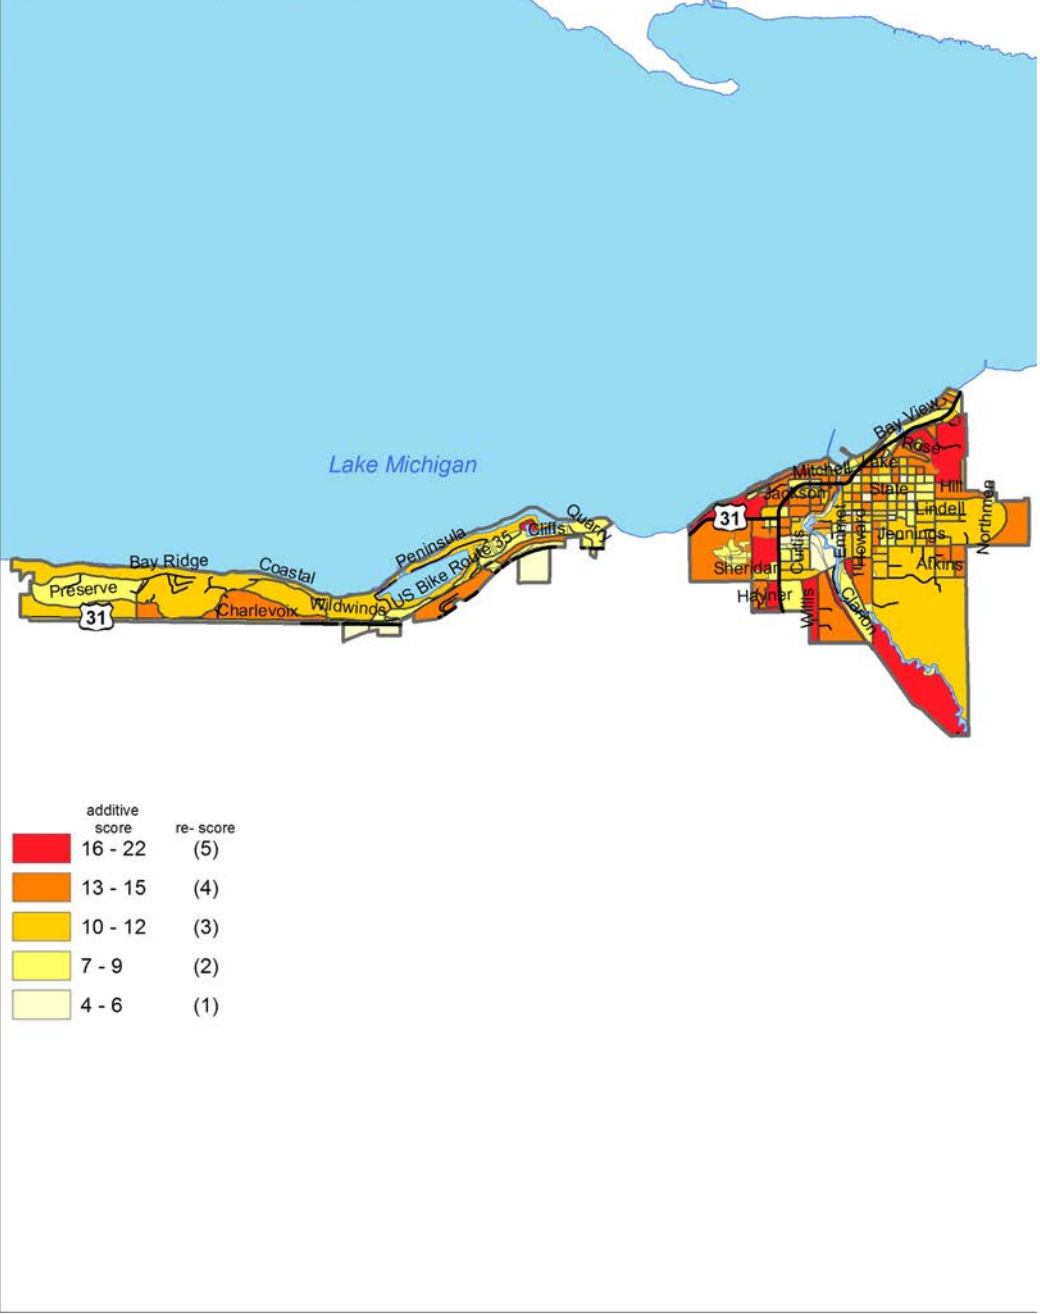 Bay View
Rose
Lake Michigan
Mitchell
Lake
Jackson
State
Hill
Northmen
31
Lindell
Quarry
Cliffs
Emmet
Howard
Jennings
Peninsula
US Bike Route 35
Curtis
Bay Ridge
Coastal
Sheridan
Atkins
Preserve
Hayner
Willis
Clarion
Charlevoix
Wildwinds
31
additive
score re- score
16 - 22 (5)
13 - 15 (4)
10 - 12 (3)
7 - 9 (2)
4 - 6 (1)